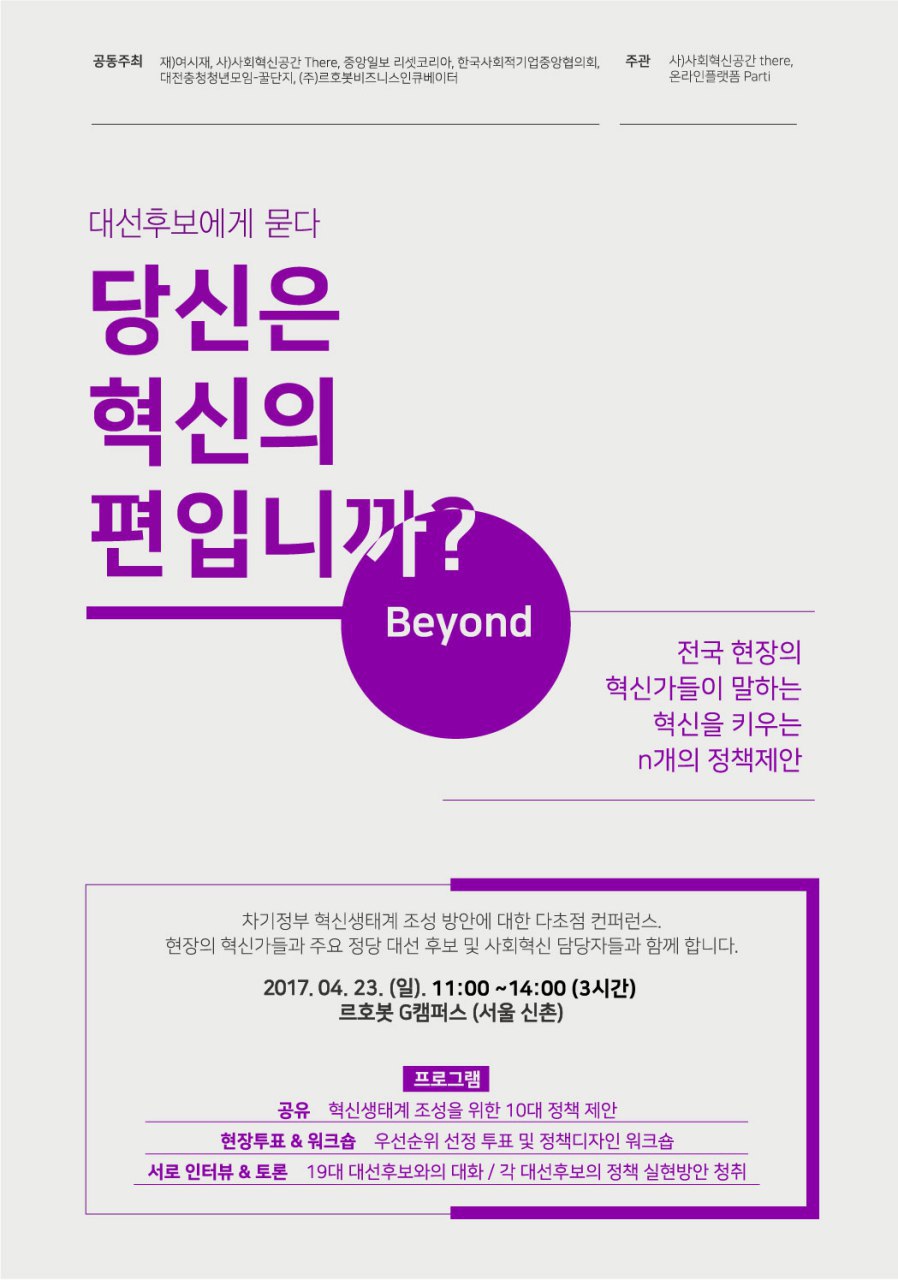 공동주최 재)여시재, 사)사회혁신공간 There, 중앙일보 리셋코리아, 한국사회적기업중앙협의회,
대전충청청년모임-꿀단지, (주)르호봇비즈니스인큐베이터
주관 사)사회혁신공간 there,
온라인플랫폼 Parti
대선후보에게 묻다
당신은
혁신의
편입니까?
Beyond
전국 현장의
혁신가들이 말하는
혁신을 키우는
n개의 정책제안
차기정부 혁신생태계 조성 방안에 대한 다초점 컨퍼런스.
현장의 혁신가들과 주요 정당 대선 후보 및 사회혁신 담당자들과 함께 합니다.
2017. 04. 23. (일). 11:00 ~14:00 (3시간)
르호봇 G캠퍼스 (서울 신촌)
프로그램
공유 혁신생태계 조성을 위한 10대 정책 제안
현장투표 & 워크숍 우선순위 선정 투표 및 정책디자인 워크숍
서로 인터뷰 & 토론 19대 대선후보와의 대화 / 각 대선후보의 정책 실현방안 청취